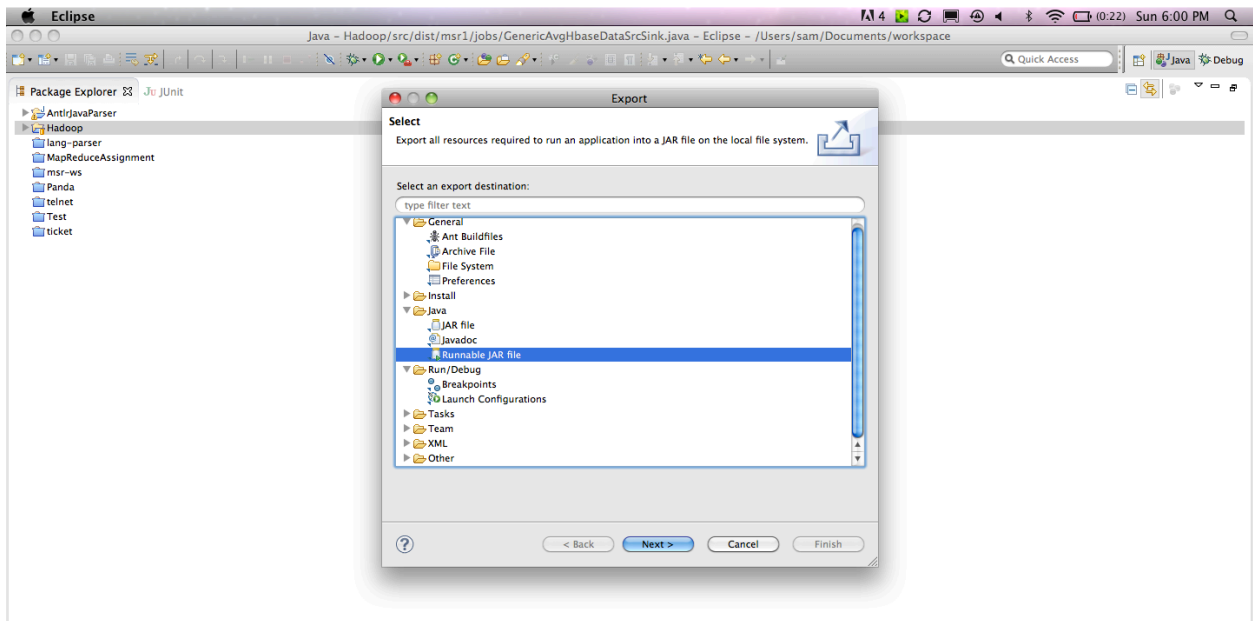 Eclipse 4 (0:22) Sun 6:00 PM
Java – Hadoop/src/dist/msr1/jobs/GenericAvgHbaseDataSrcSink.java – Eclipse – /Users/sam/Documents/workspace
Quick Access Java Debug
Package Explorer JUnit
AntlrJavaParser
Hadoop
lang-parser
MapReduceAssignment
msr-ws
Panda
telnet
Test
ticket
Export
Select
Export all resources required to run an application into a JAR file on the local file system.
Select an export destination:
type filter text
General
Ant Buildfiles
Archive File
File System
Preferences
Install
Java
JAR file
Javadoc
Runnable JAR file
Run/Debug
Breakpoints
Launch Configurations
Tasks
Team
XML
Other
? < Back Next > Cancel Finish